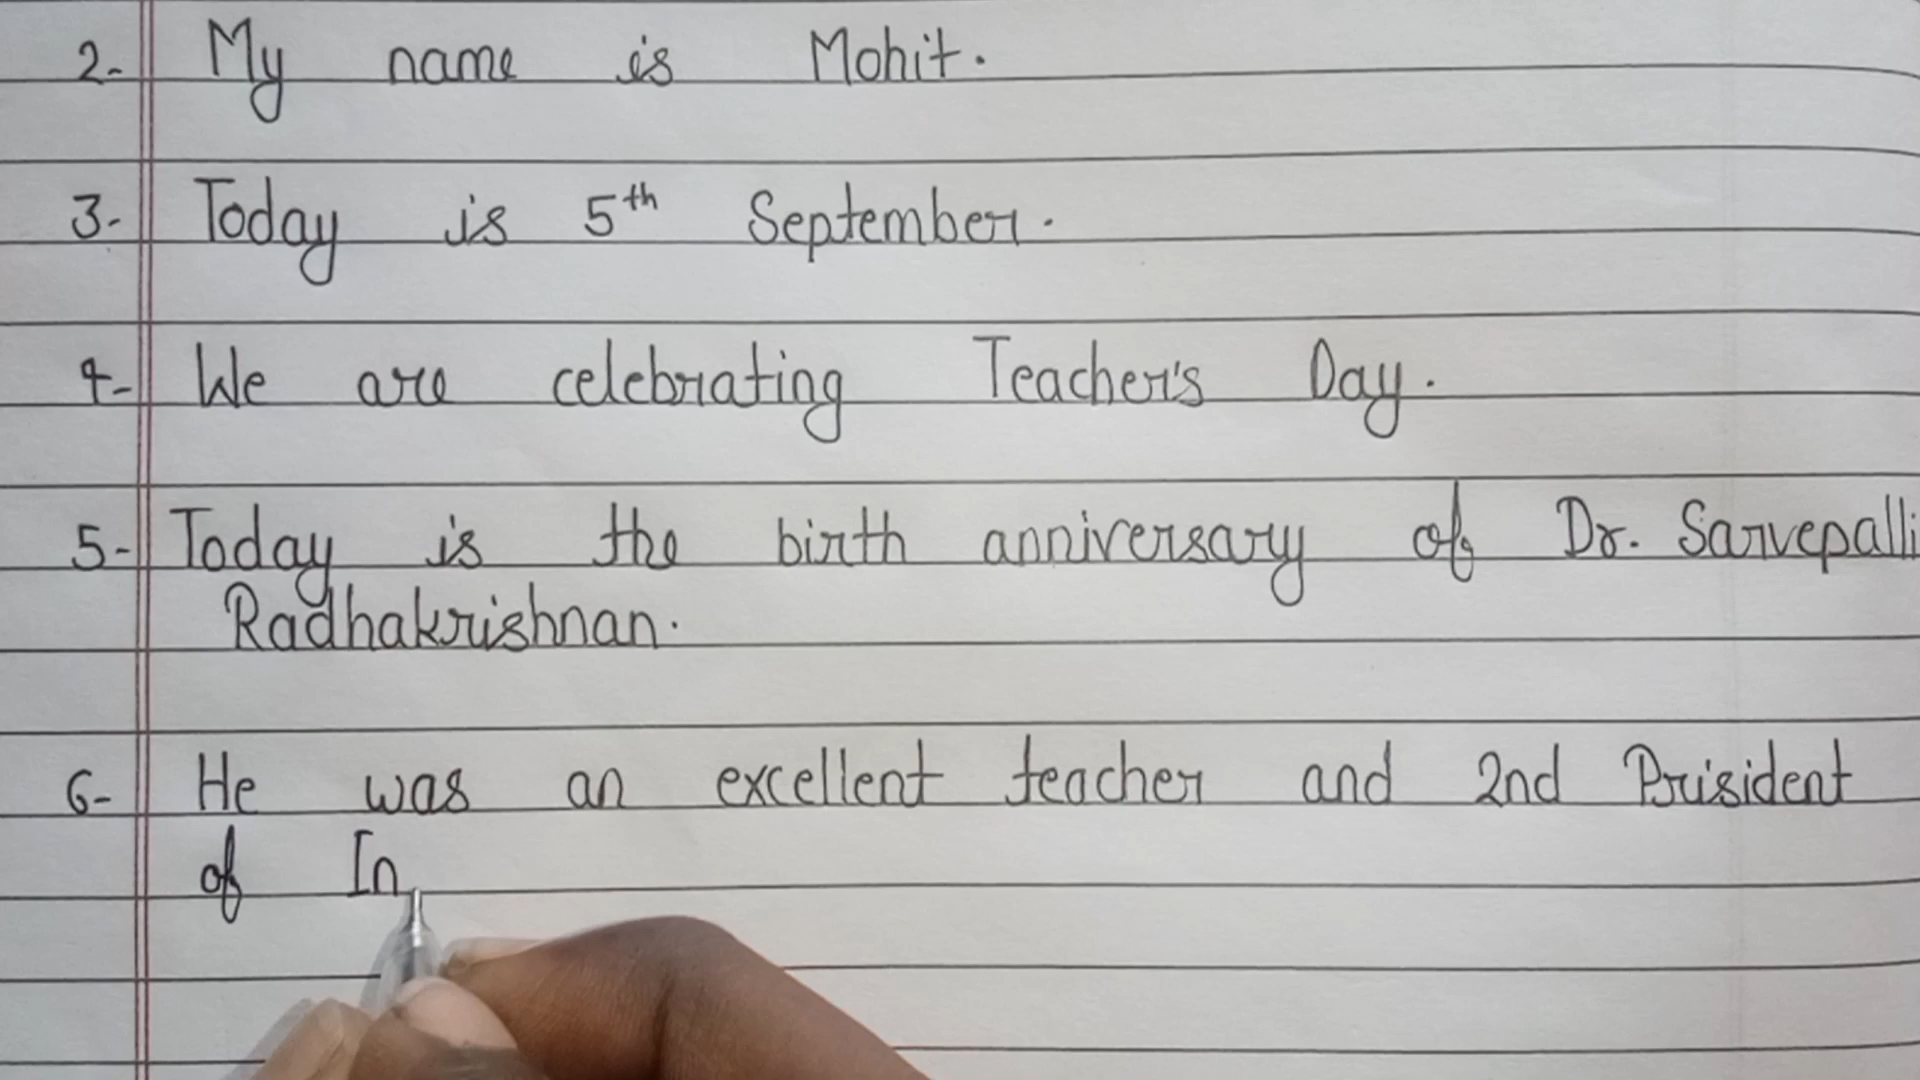 2- My name is Mohit.
3- Today is 5th September.
4- We are celebrating Teacher's Day.
5- Today is the birth anniversary of Dr. Sarvepalli
Radhakrishnan.
6- He was an excellent teacher and 2nd Prisident
of In